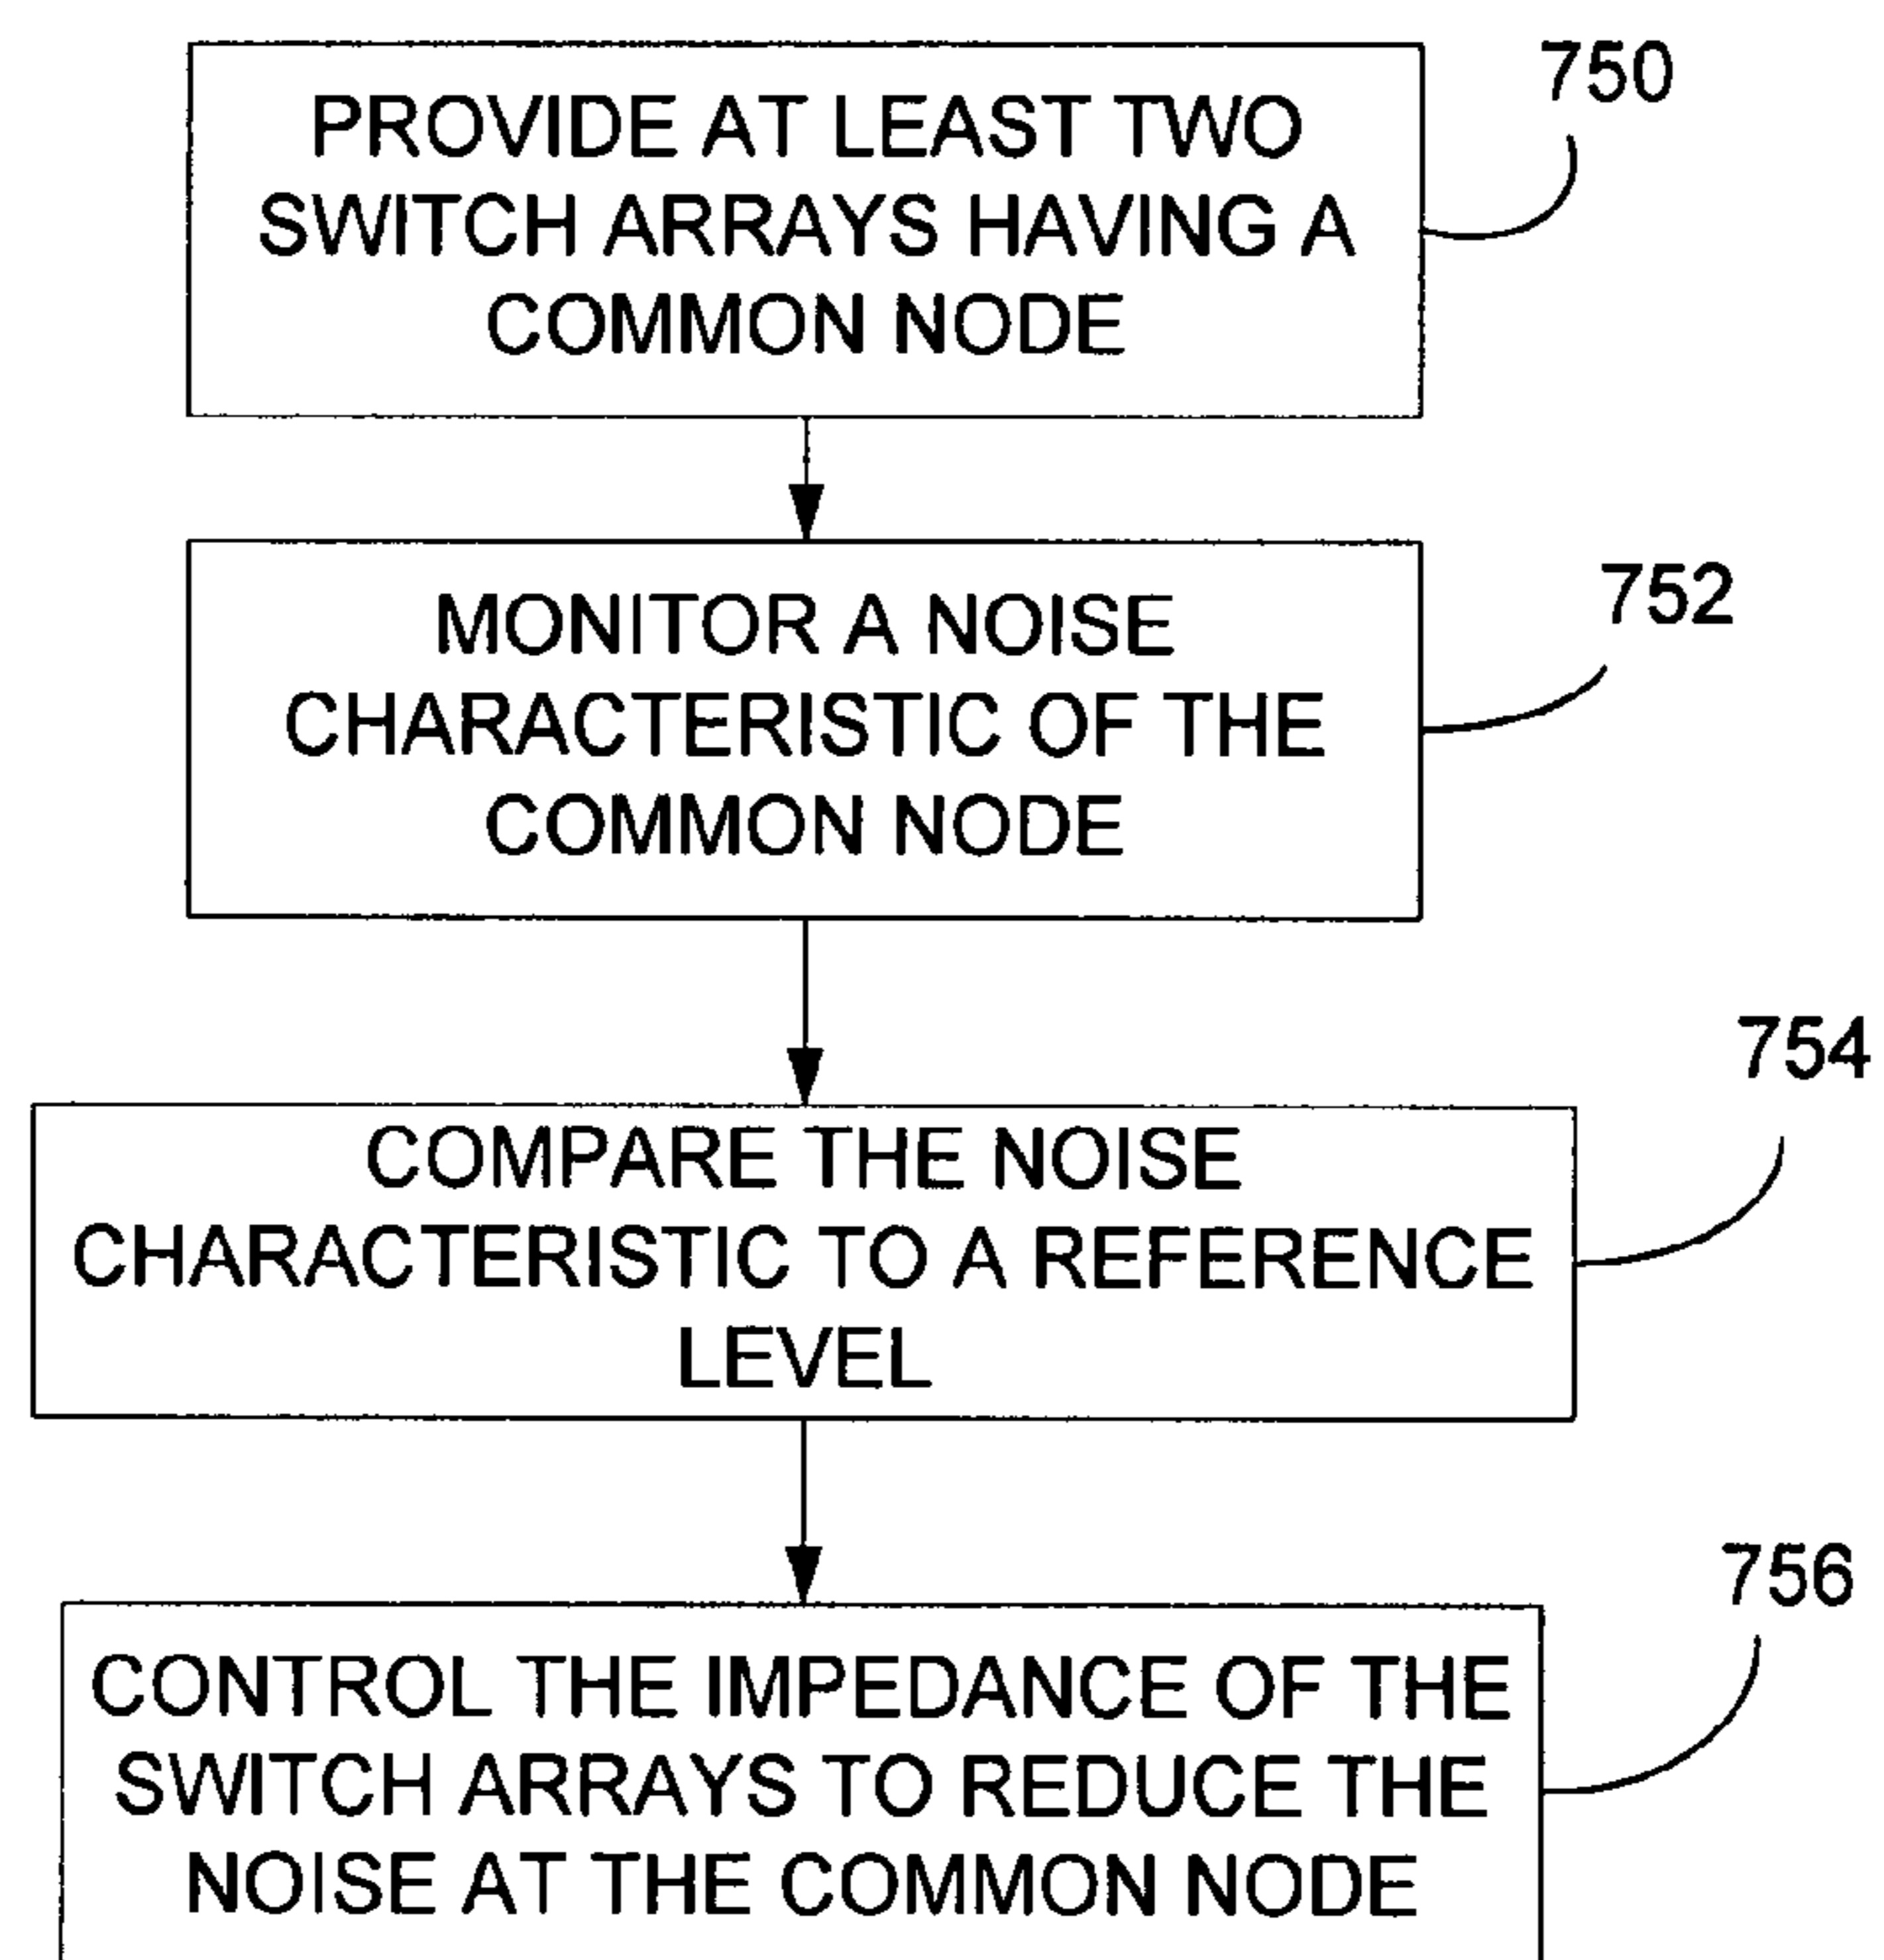 PROVIDE AT LEAST TWO
SWITCH ARRAYS HAVING A
COMMON NODE
750
MONITOR A NOISE
CHARACTERISTIC OF THE
COMMON NODE
752
COMPARE THE NOISE
CHARACTERISTIC TO A REFERENCE
LEVEL
754
CONTROL THE IMPEDANCE OF THE
SWITCH ARRAYS TO REDUCE THE
NOISE AT THE COMMON NODE
756